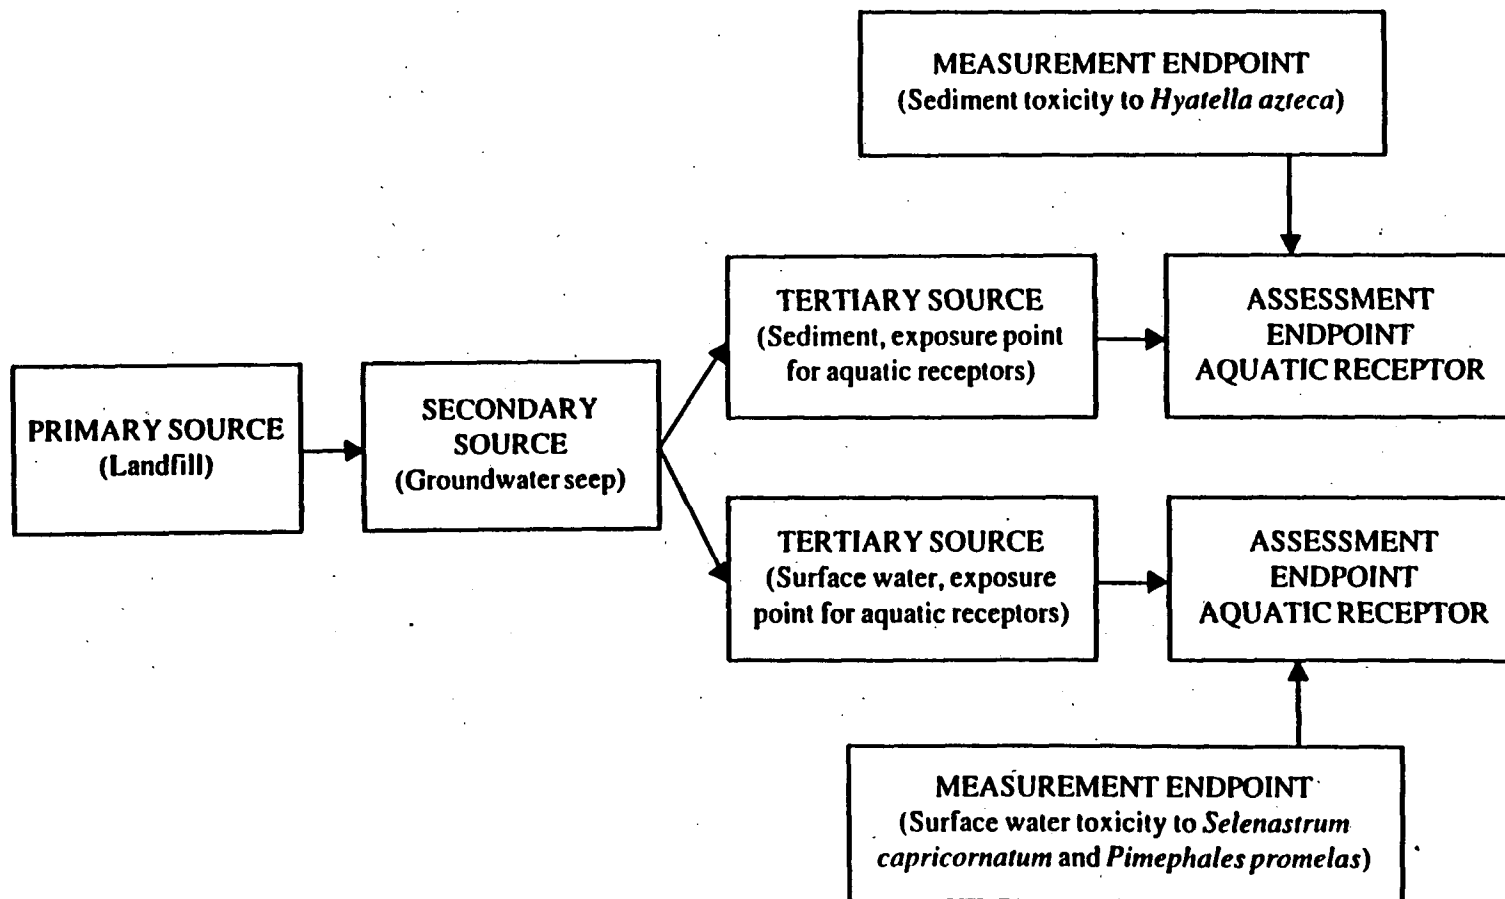 MEASUREMENT ENDPOINT
(Sediment toxicity to Hyatella azteca)
TERTIARY SOURCE
(Sediment, exposure point
for aquatic receptors)
ASSESSMENT
ENDPOINT
AQUATIC RECEPTOR
PRIMARY SOURCE
(Landfill)
SECONDARY
SOURCE
(Groundwater seep)
TERTIARY SOURCE
(Surface water, exposure
point for aquatic receptors)
ASSESSMENT
ENDPOINT
AQUATIC RECEPTOR
MEASUREMENT ENDPOINT
(Surface water toxicity to Selenastrum
capricornatum and Pimephales promelas)